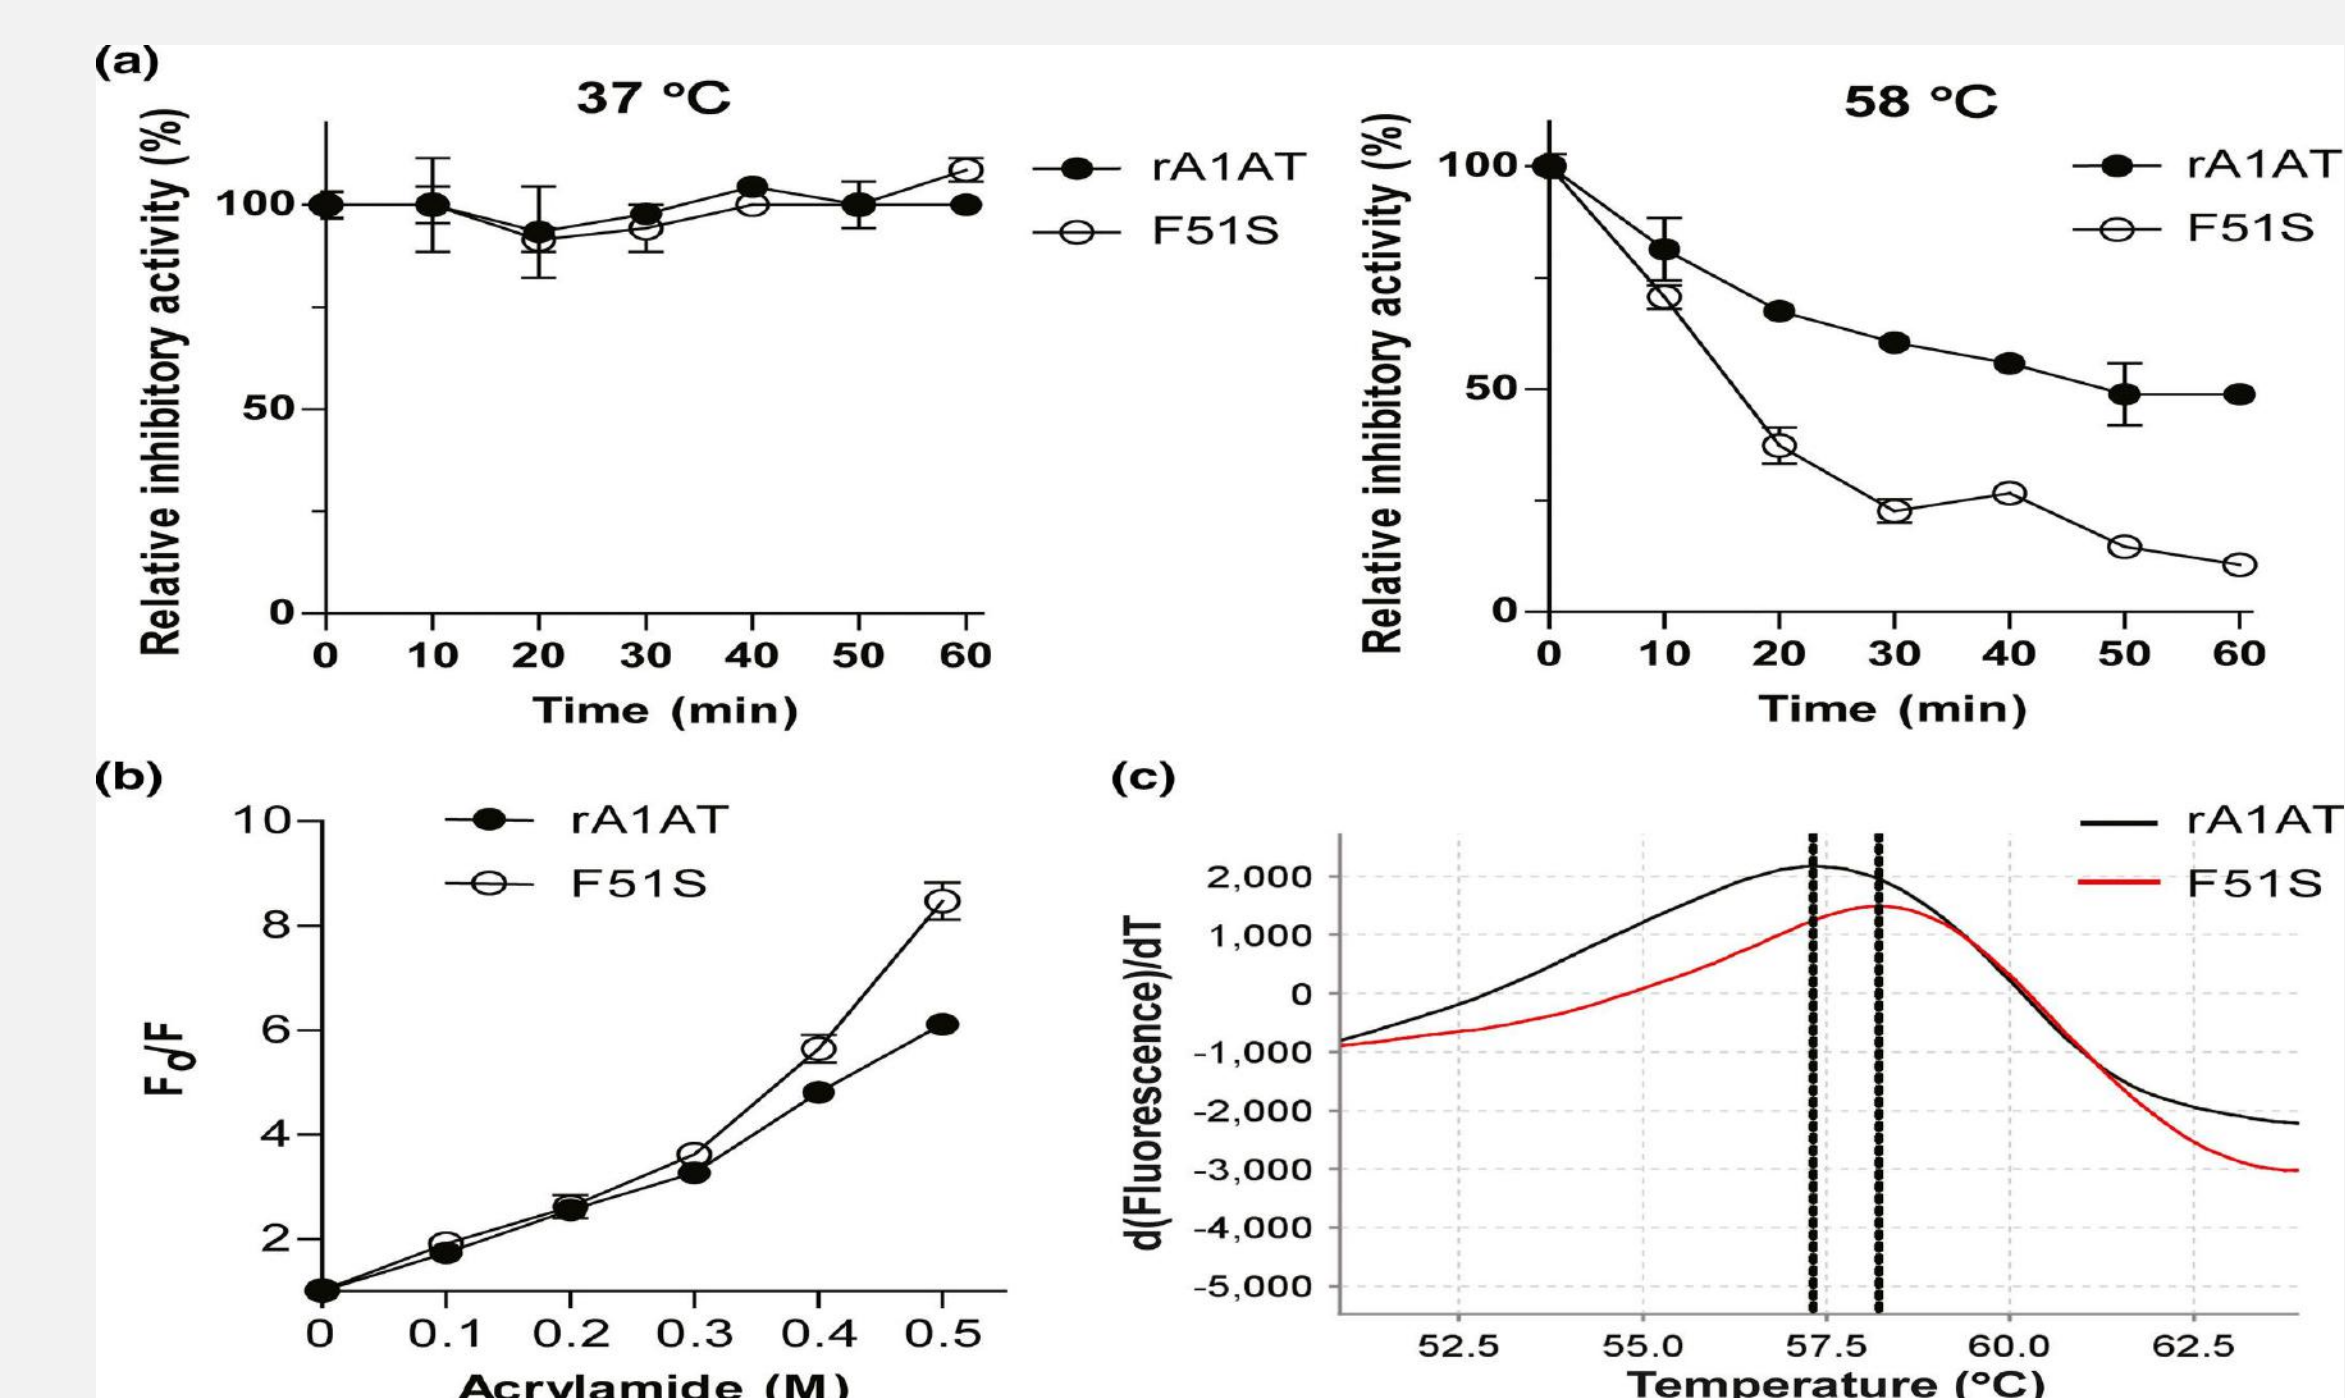 (a)
37 °C
Relative inhibitory activity (%)
100
50
0
0 10 20 30 40 50 60
Time (min)
rA1AT
F51S
58 °C
Relative inhibitory activity (%)
100
50
0
0 10 20 30 40 50 60
Time (min)
rA1AT
F51S
(b)
rA1AT
F51S
F0/F
10
8
6
4
2
0 0.1 0.2 0.3 0.4 0.5
Acrylamide (M)
(c)
rA1AT
F51S
d(Fluorescence)/dT
2,000
1,000
0
-1,000
-2,000
-3,000
-4,000
-5,000
52.5 55.0 57.5 60.0 62.5
Temperature (°C)